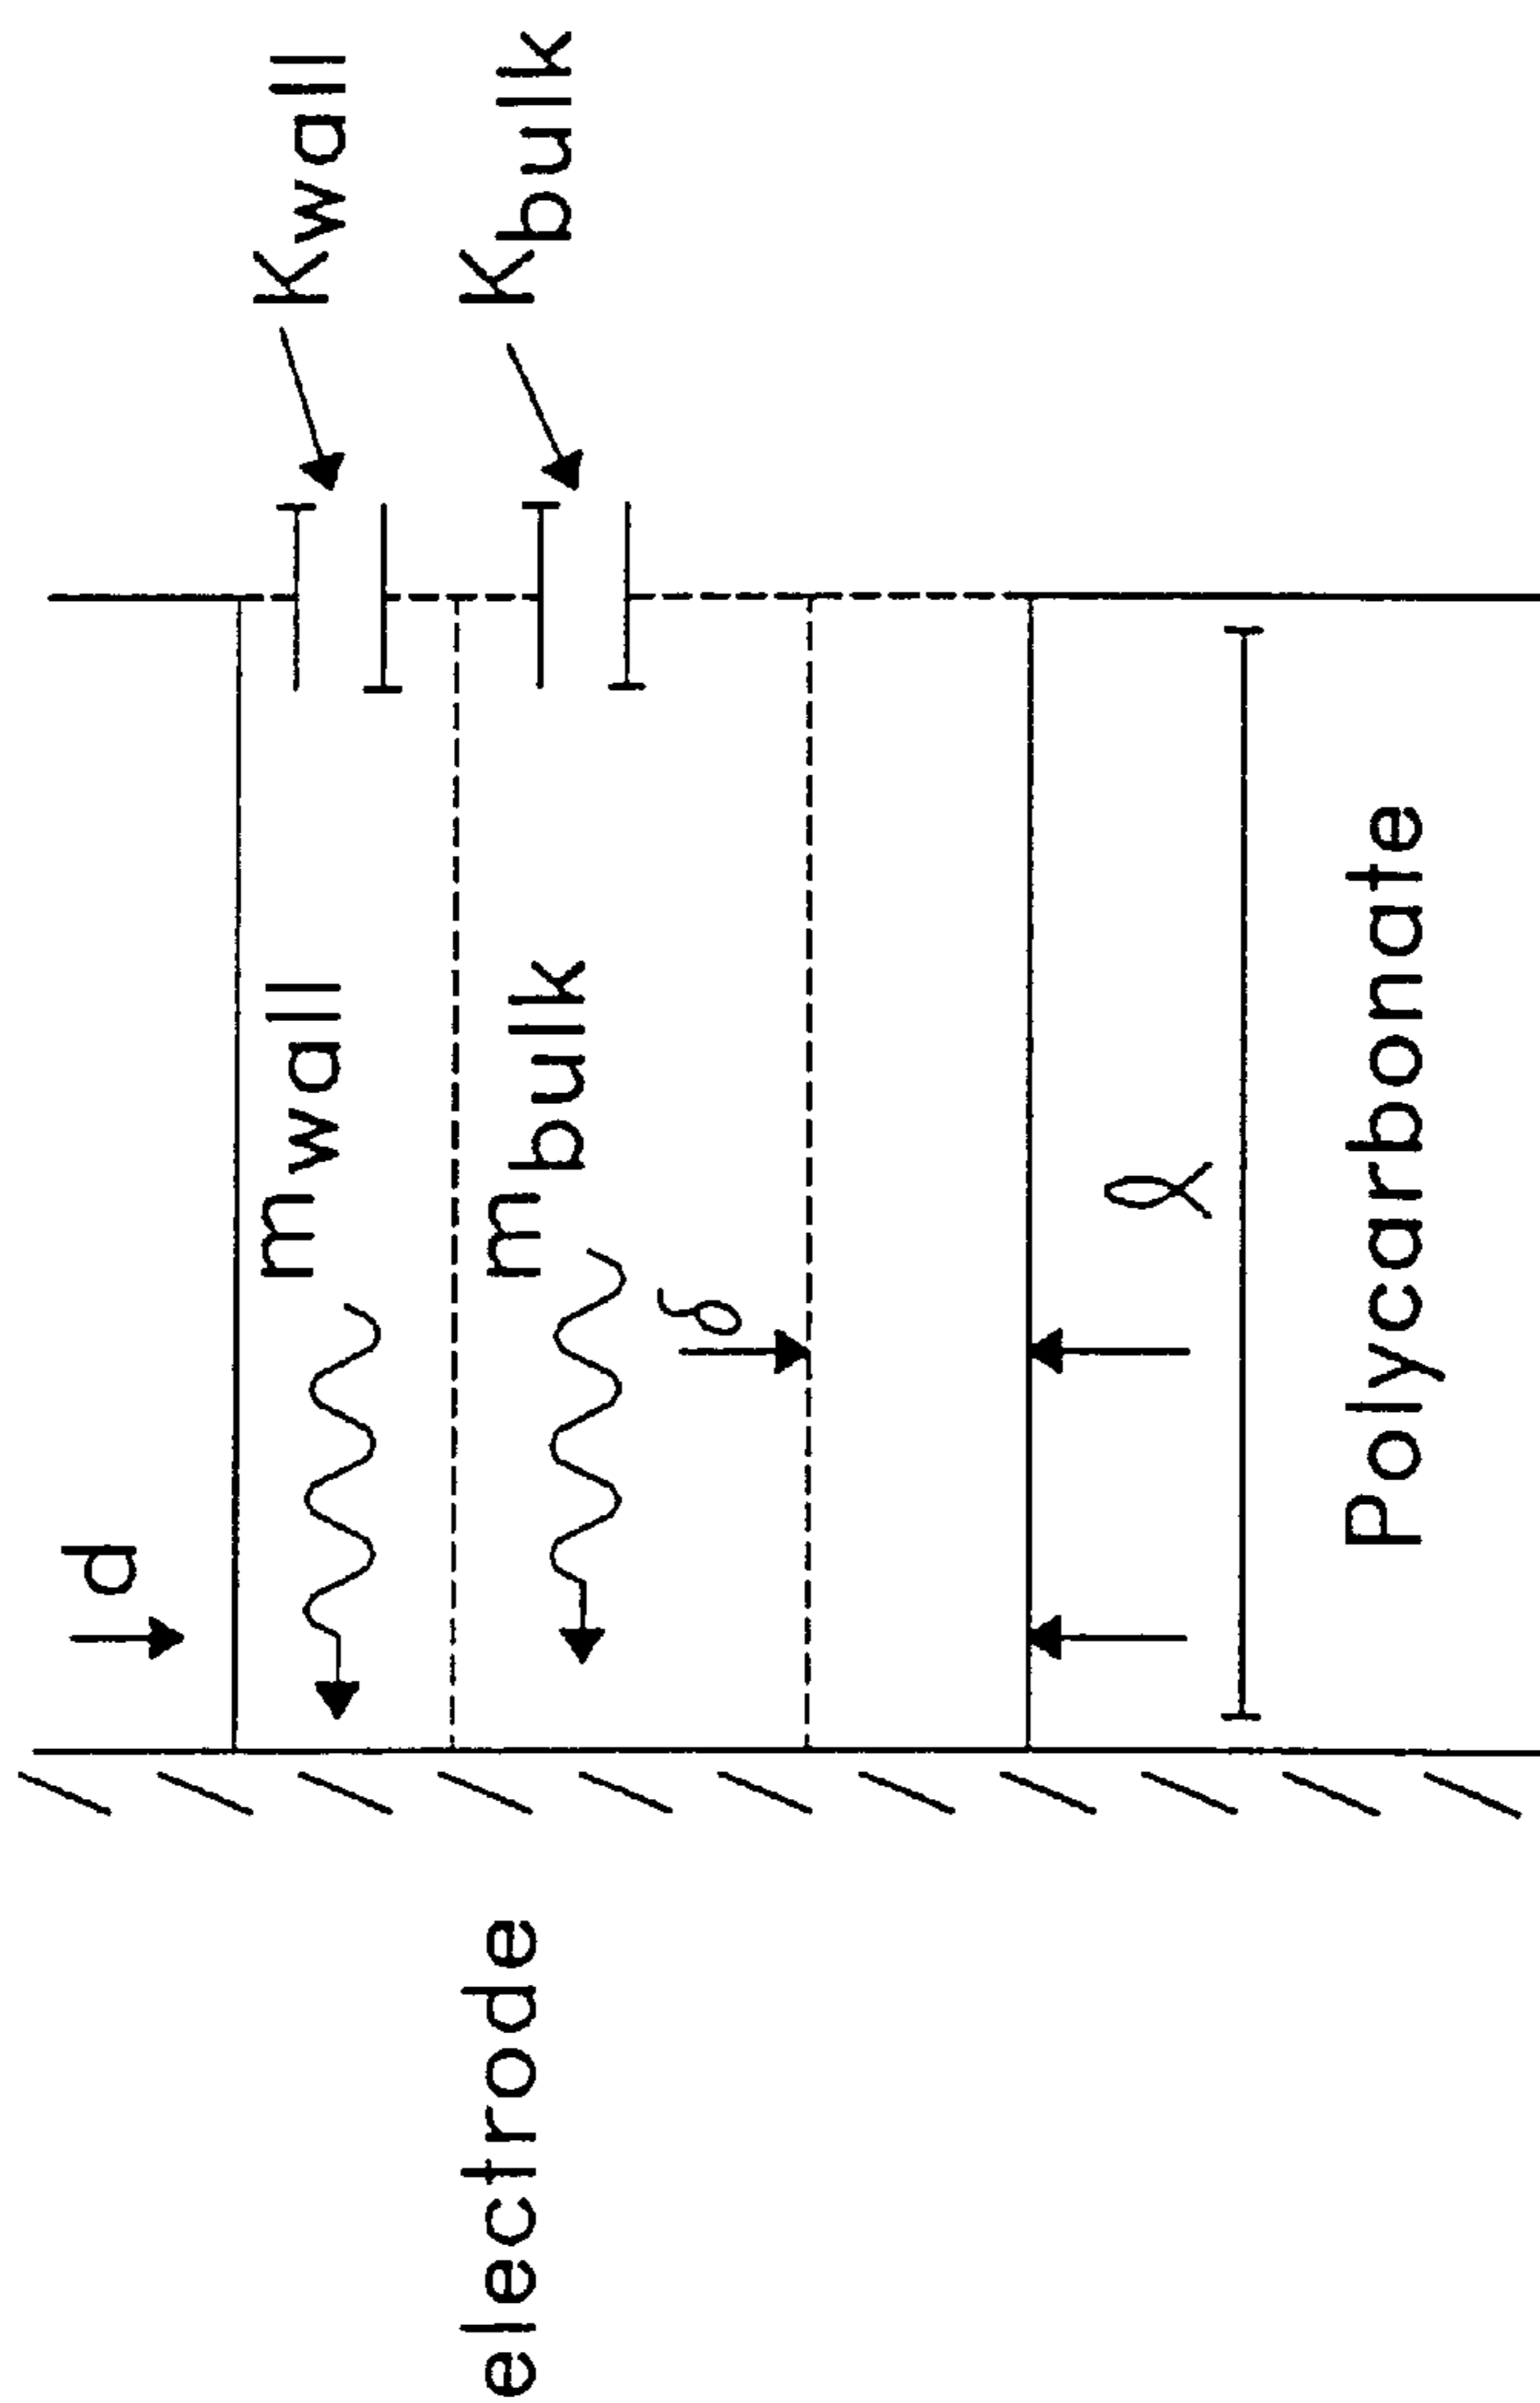 d
mwall
Kwall
electrode
mbulk
Kbulk
δ
ℓ
Polycarbonate